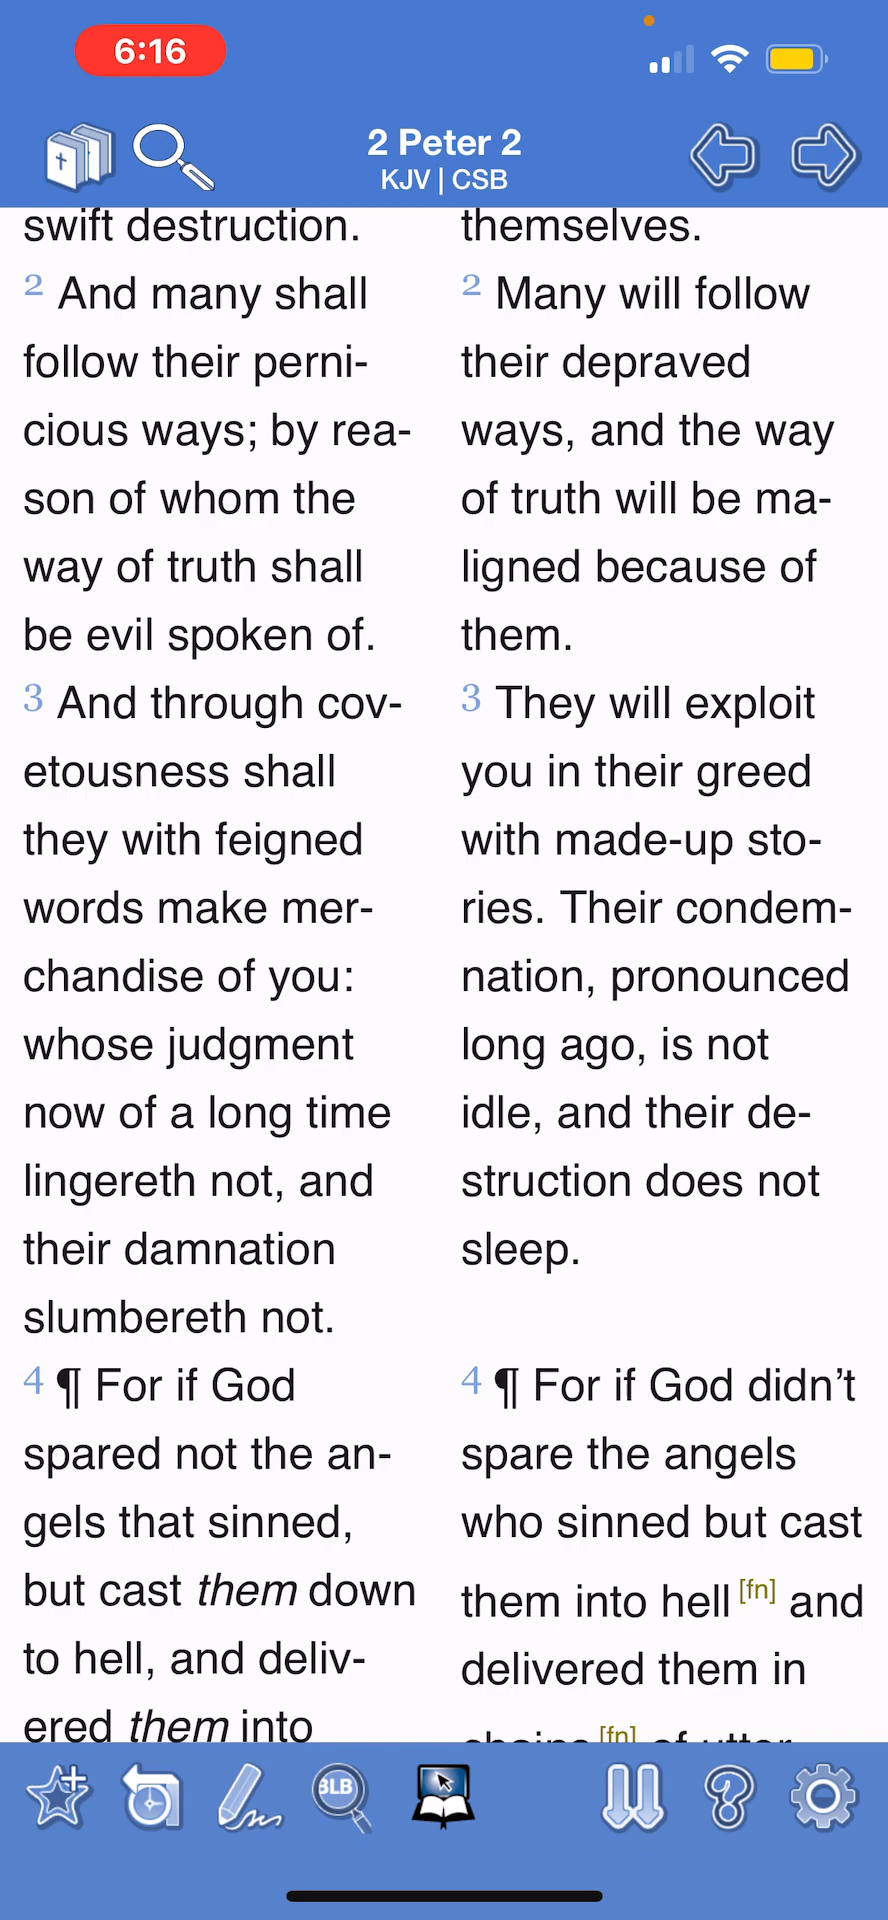 6:16
2 Peter 2
KJV | CSB
swift destruction.
2 And many shall
follow their perni-
cious ways; by rea-
son of whom the
way of truth shall
be evil spoken of.
3 And through cov-
etousness shall
they with feigned
words make mer-
chandise of you:
whose judgment
now of a long time
lingereth not, and
their damnation
slumbereth not.
4 ¶ For if God
spared not the an-
gels that sinned,
but cast them down
to hell, and deliv-
ered them into
themselves.
2 Many will follow
their depraved
ways, and the way
of truth will be ma-
ligned because of
them.
3 They will exploit
you in their greed
with made-up sto-
ries. Their condem-
nation, pronounced
long ago, is not
idle, and their de-
struction does not
sleep.
4 ¶ For if God didn’t
spare the angels
who sinned but cast
them into hell [fn] and
delivered them in
chains [fn] of utter
BLB